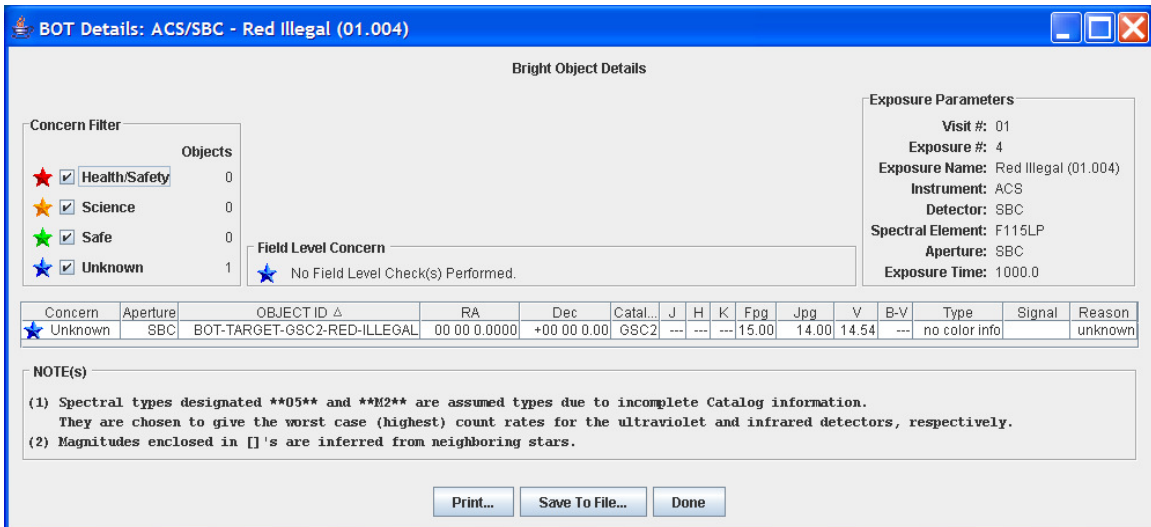 BOT Details: ACS/SBC - Red Illegal (01.004)
Bright Object Details
Concern Filter
Objects
Health/Safety 0
Science 0
Safe 0
Unknown 1
Field Level Concern
No Field Level Check(s) Performed.
Exposure Parameters
Visit #: 01
Exposure #: 4
Exposure Name: Red Illegal (01.004)
Instrument: ACS
Detector: SBC
Spectral Element: F115LP
Aperture: SBC
Exposure Time: 1000.0
Concern Aperture OBJECT ID △ RA Dec Catal... J H K Fpg Jpg V B-V Type Signal Reason
Unknown SBC BOT-TARGET-GSC2-RED-ILLEGAL 00 00 0.0000 +00 00 0.00 GSC2 --- --- --- 15.00 14.00 14.54 --- no color info unknown
NOTE(s)
(1) Spectral types designated **O5** and **M2** are assumed types due to incomplete Catalog information.
They are chosen to give the worst case (highest) count rates for the ultraviolet and infrared detectors, respectively.
(2) Magnitudes enclosed in []'s are inferred from neighboring stars.
Print... Save To File... Done